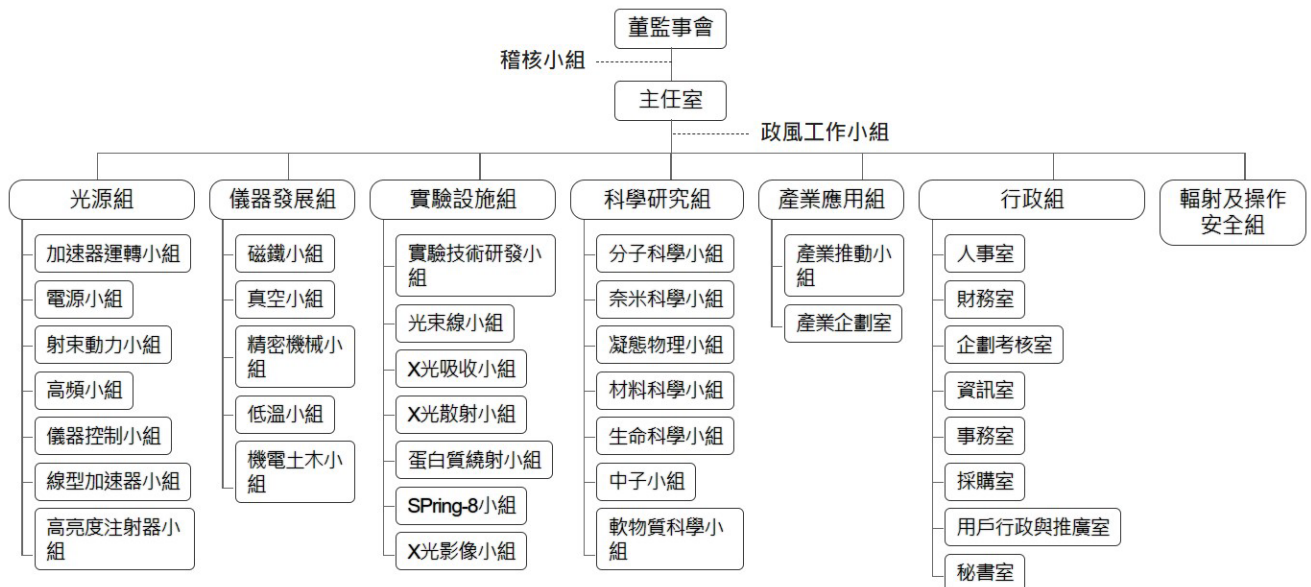 董監事會
稽核小組
主任室
政風工作小組
光源組
加速器運轉小組
電源小組
射束動力小組
高頻小組
儀器控制小組
線型加速器小組
高亮度注射器小
組
儀器發展組
磁鐵小組
真空小組
精密機械小
組
低溫小組
機電土木小
組
實驗設施組
實驗技術研發小
組
光束線小組
X光吸收小組
X光散射小組
蛋白質繞射小組
SPring-8小組
X光影像小組
科學研究組
分子科學小組
奈米科學小組
凝態物理小組
材料科學小組
生命科學小組
中子小組
軟物質科學小
組
產業應用組
產業推動小
組
產業企劃室
行政組
人事室
財務室
企劃考核室
資訊室
事務室
採購室
用戶行政與推廣室
秘書室
輻射及操作
安全組